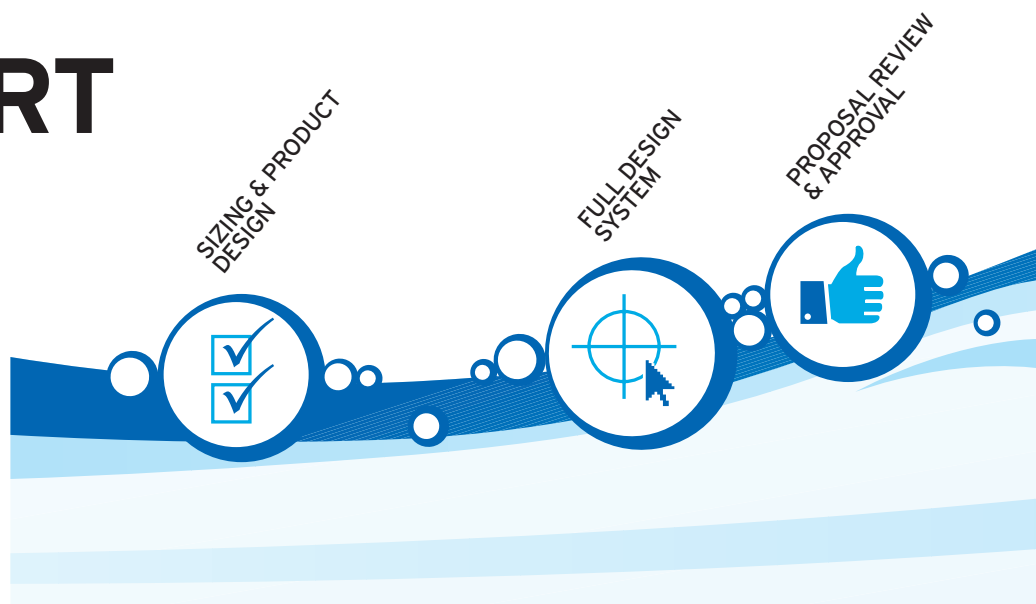 RT
SIZING & PRODUCT
DESIGN
FULL DESIGN
SYSTEM
PROPOSAL REVIEW
& APPROVAL